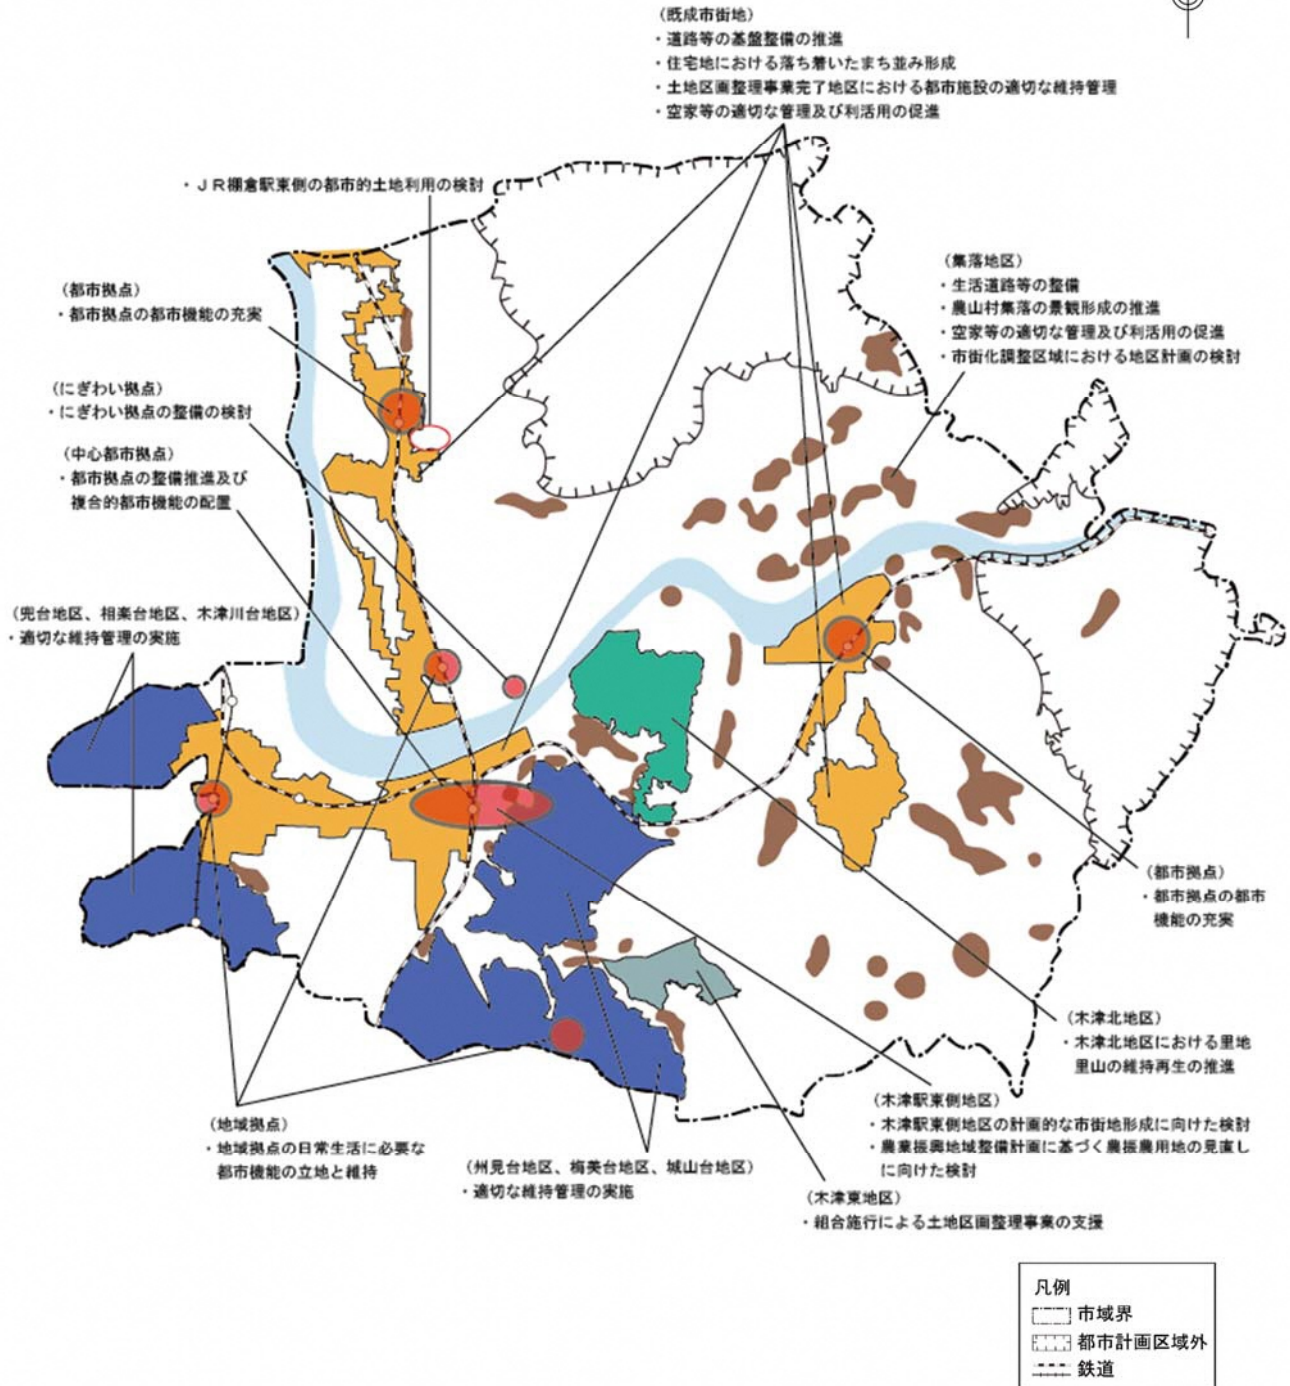 （既成市街地）
・道路等の基盤整備の推進
・住宅地における落ち着いたまち並み形成
・土地区画整理事業完了地区における都市施設の適切な維持管理
・空家等の適切な管理及び利活用の促進
・ＪＲ棚倉駅東側の都市的土地利用の検討
（集落地区）
・生活道路等の整備
・農山村集落の景観形成の推進
・空家等の適切な管理及び利活用の促進
・市街化調整区域における地区計画の検討
（都市拠点）
・都市拠点の都市機能の充実
（にぎわい拠点）
・にぎわい拠点の整備の検討
（中心都市拠点）
・都市拠点の整備推進及び
複合的都市機能の配置
（兜台地区、相楽台地区、木津川台地区）
・適切な維持管理の実施
（都市拠点）
・都市拠点の都市
機能の充実
（木津北地区）
・木津北地区における里地
里山の維持再生の推進
（木津駅東側地区）
・木津駅東側地区の計画的な市街地形成に向けた検討
・農業振興地域整備計画に基づく農振農用地の見直し
に向けた検討
（地域拠点）
・地域拠点の日常生活に必要な
都市機能の立地と維持
（州見台地区、梅美台地区、城山台地区）
・適切な維持管理の実施
（木津東地区）
・組合施行による土地区画整理事業の支援
凡例
市域界
都市計画区域外
鉄道